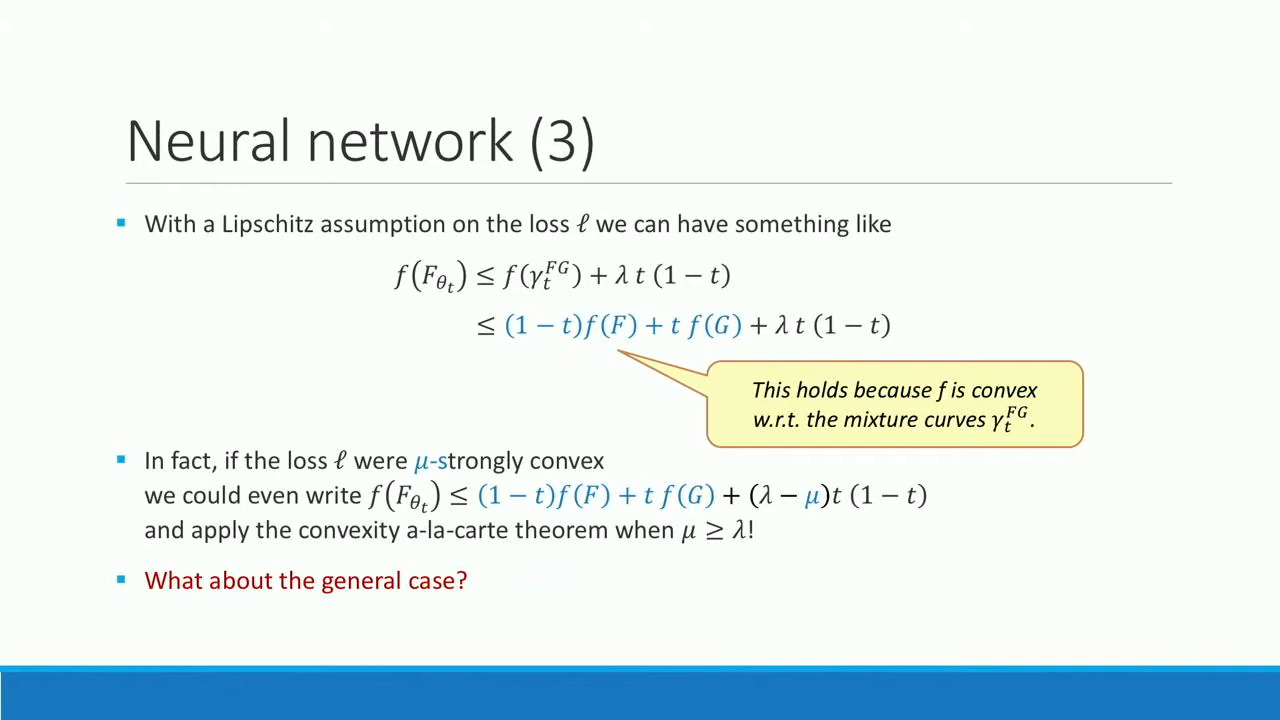 Neural network (3)
With a Lipschitz assumption on the loss ℓ we can have something like
f(F_{θ_t}) ≤ f(γ_t^{FG}) + λ t (1 − t)
≤ (1 − t)f(F) + t f(G) + λ t (1 − t)
This holds because f is convex
w.r.t. the mixture curves γ_t^{FG}.
In fact, if the loss ℓ were μ-strongly convex
we could even write f(F_{θ_t}) ≤ (1 − t)f(F) + t f(G) + (λ − μ)t (1 − t)
and apply the convexity a-la-carte theorem when μ ≥ λ!
What about the general case?